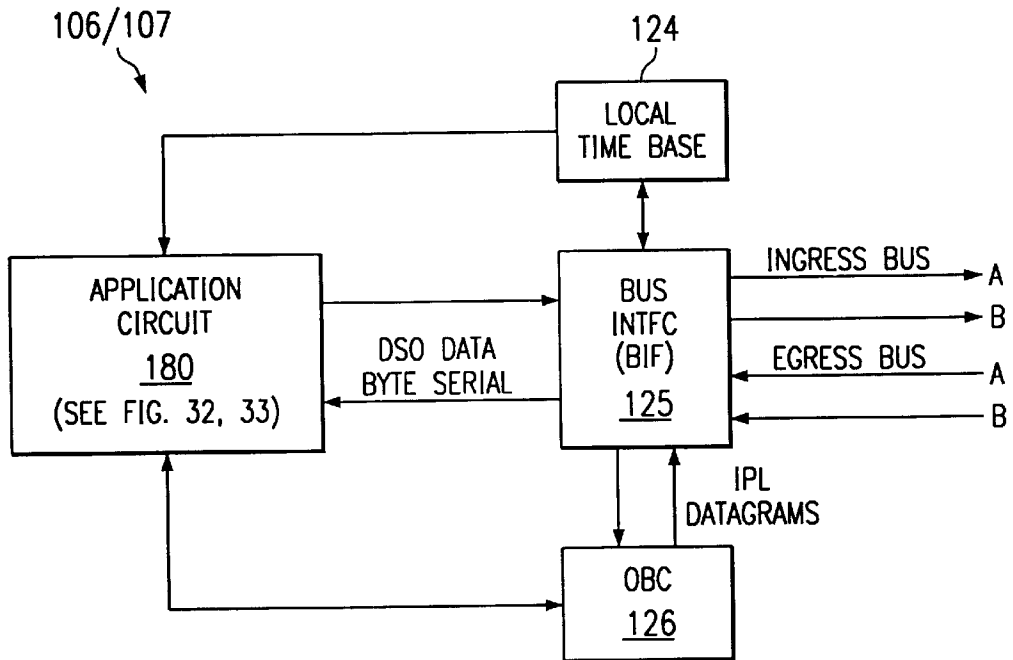 106/107
124
LOCAL
TIME BASE
APPLICATION
CIRCUIT
180
(SEE FIG. 32, 33)
DSO DATA
BYTE SERIAL
BUS
INTFC
(BIF)
125
INGRESS BUS
A
B
EGRESS BUS
A
B
IPL
DATAGRAMS
OBC
126